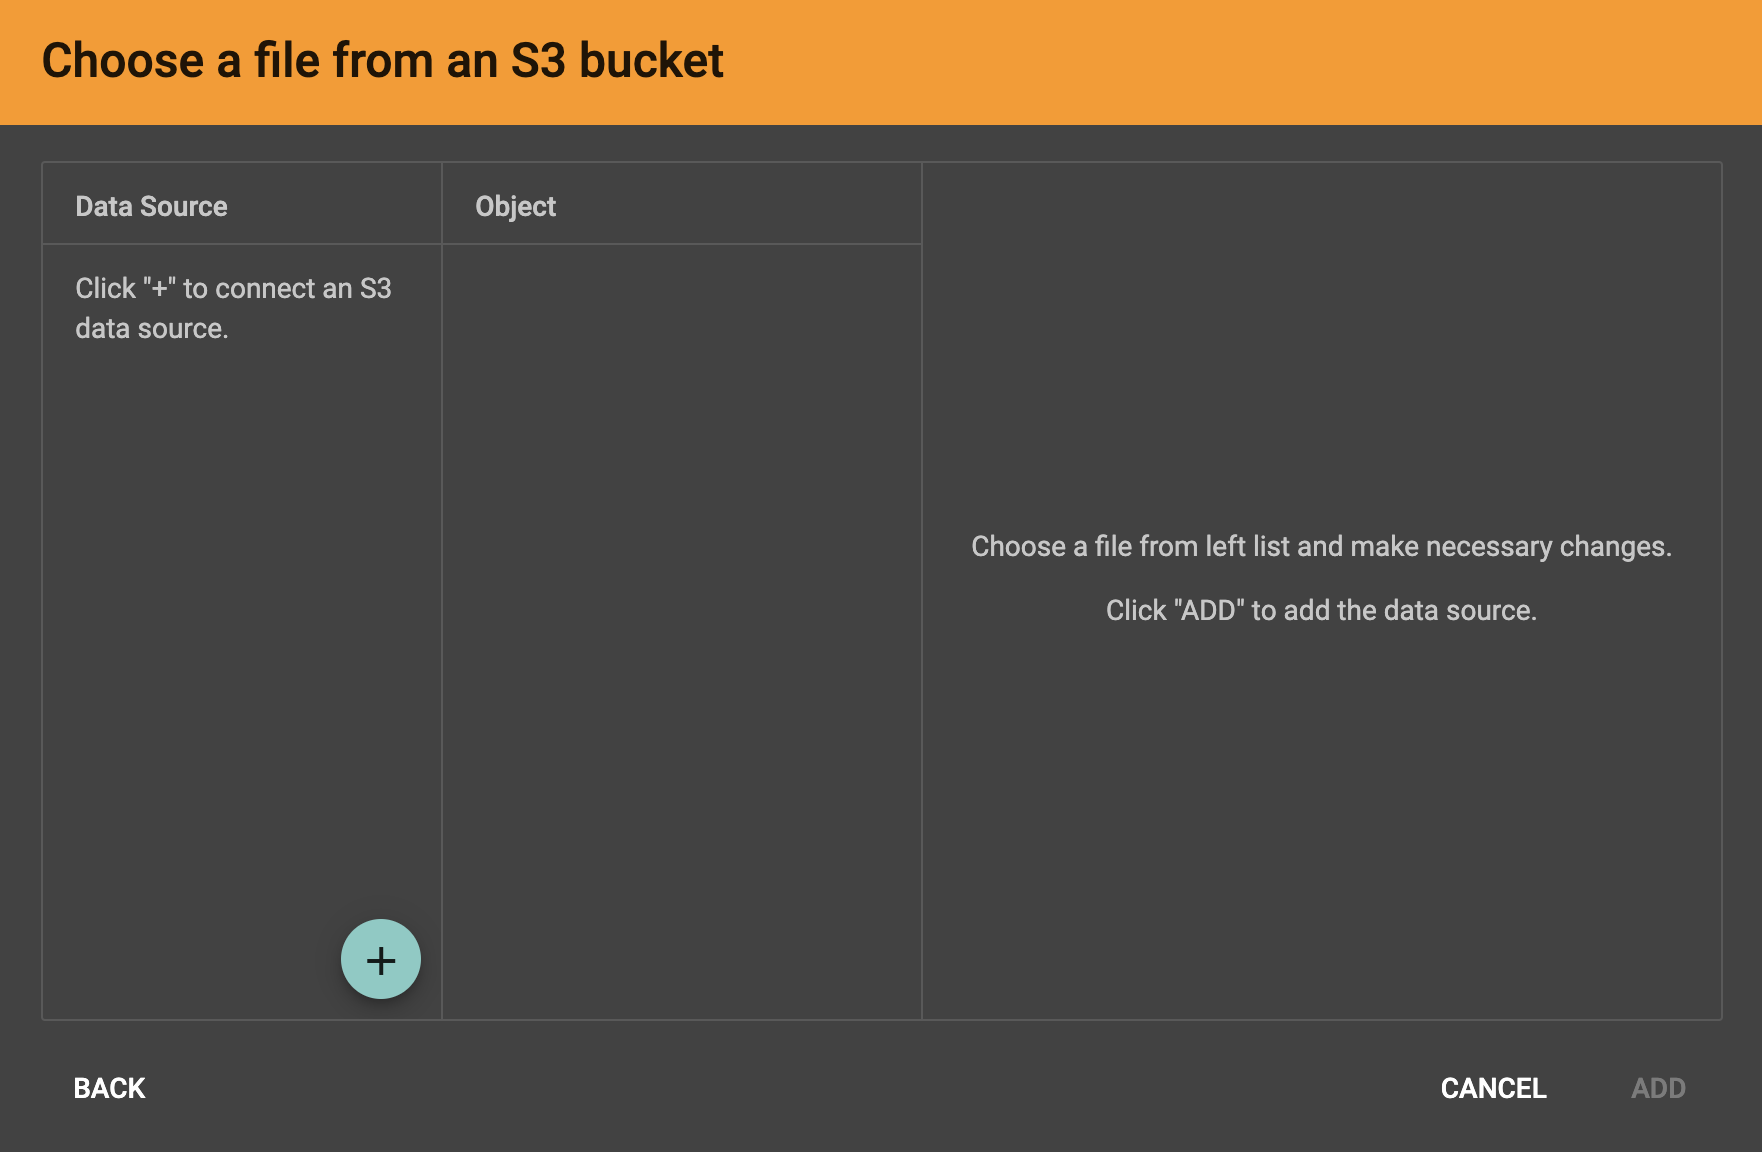 Choose a file from an S3 bucket
Data Source
Object
Click "+" to connect an S3
data source.
Choose a file from left list and make necessary changes.
Click "ADD" to add the data source.
+
BACK
CANCEL
ADD